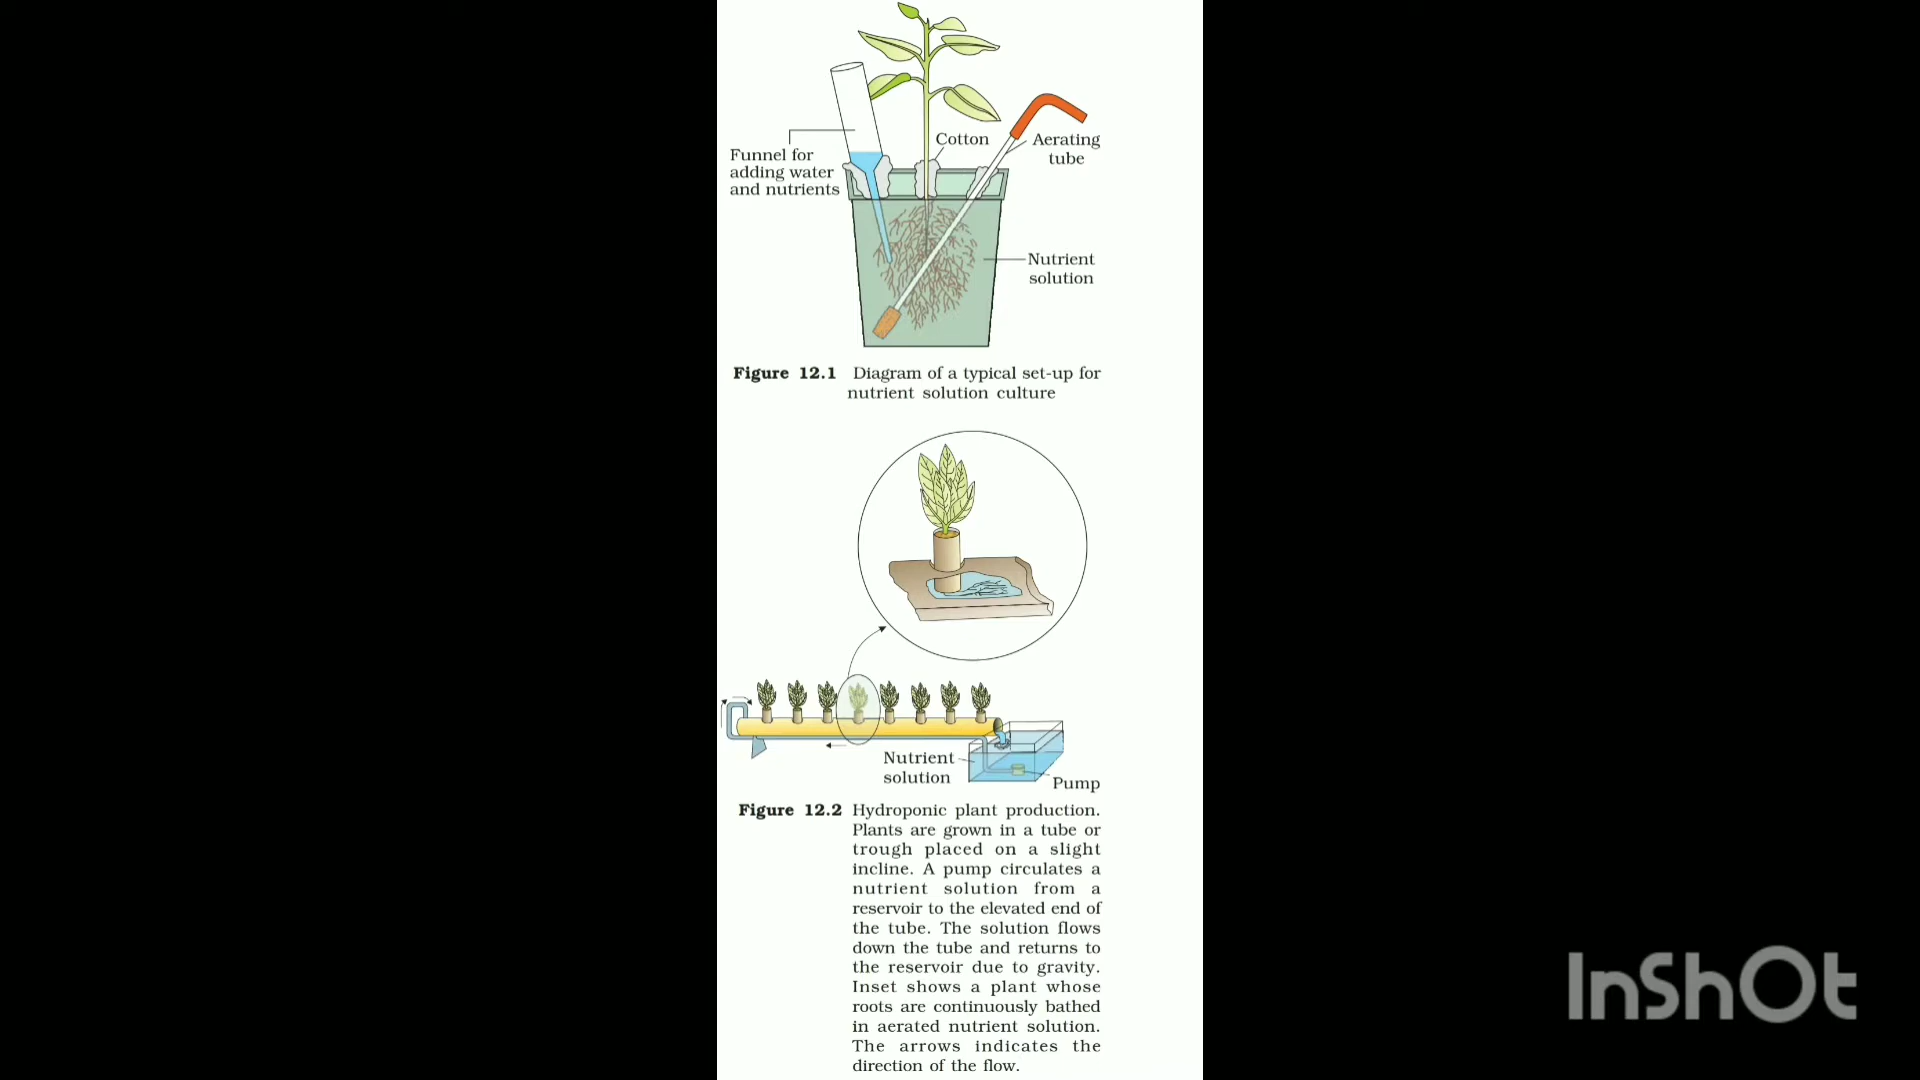 Cotton
Aerating
tube
Funnel for
adding water
and nutrients
Nutrient
solution
Figure 12.1 Diagram of a typical set-up for
nutrient solution culture
Nutrient
solution
Pump
Figure 12.2 Hydroponic plant production.
Plants are grown in a tube or
trough placed on a slight
incline. A pump circulates a
nutrient solution from a
reservoir to the elevated end of
the tube. The solution flows
down the tube and returns to
the reservoir due to gravity.
Inset shows a plant whose
roots are continuously bathed
in aerated nutrient solution.
The arrows indicates the
direction of the flow.
InShOt